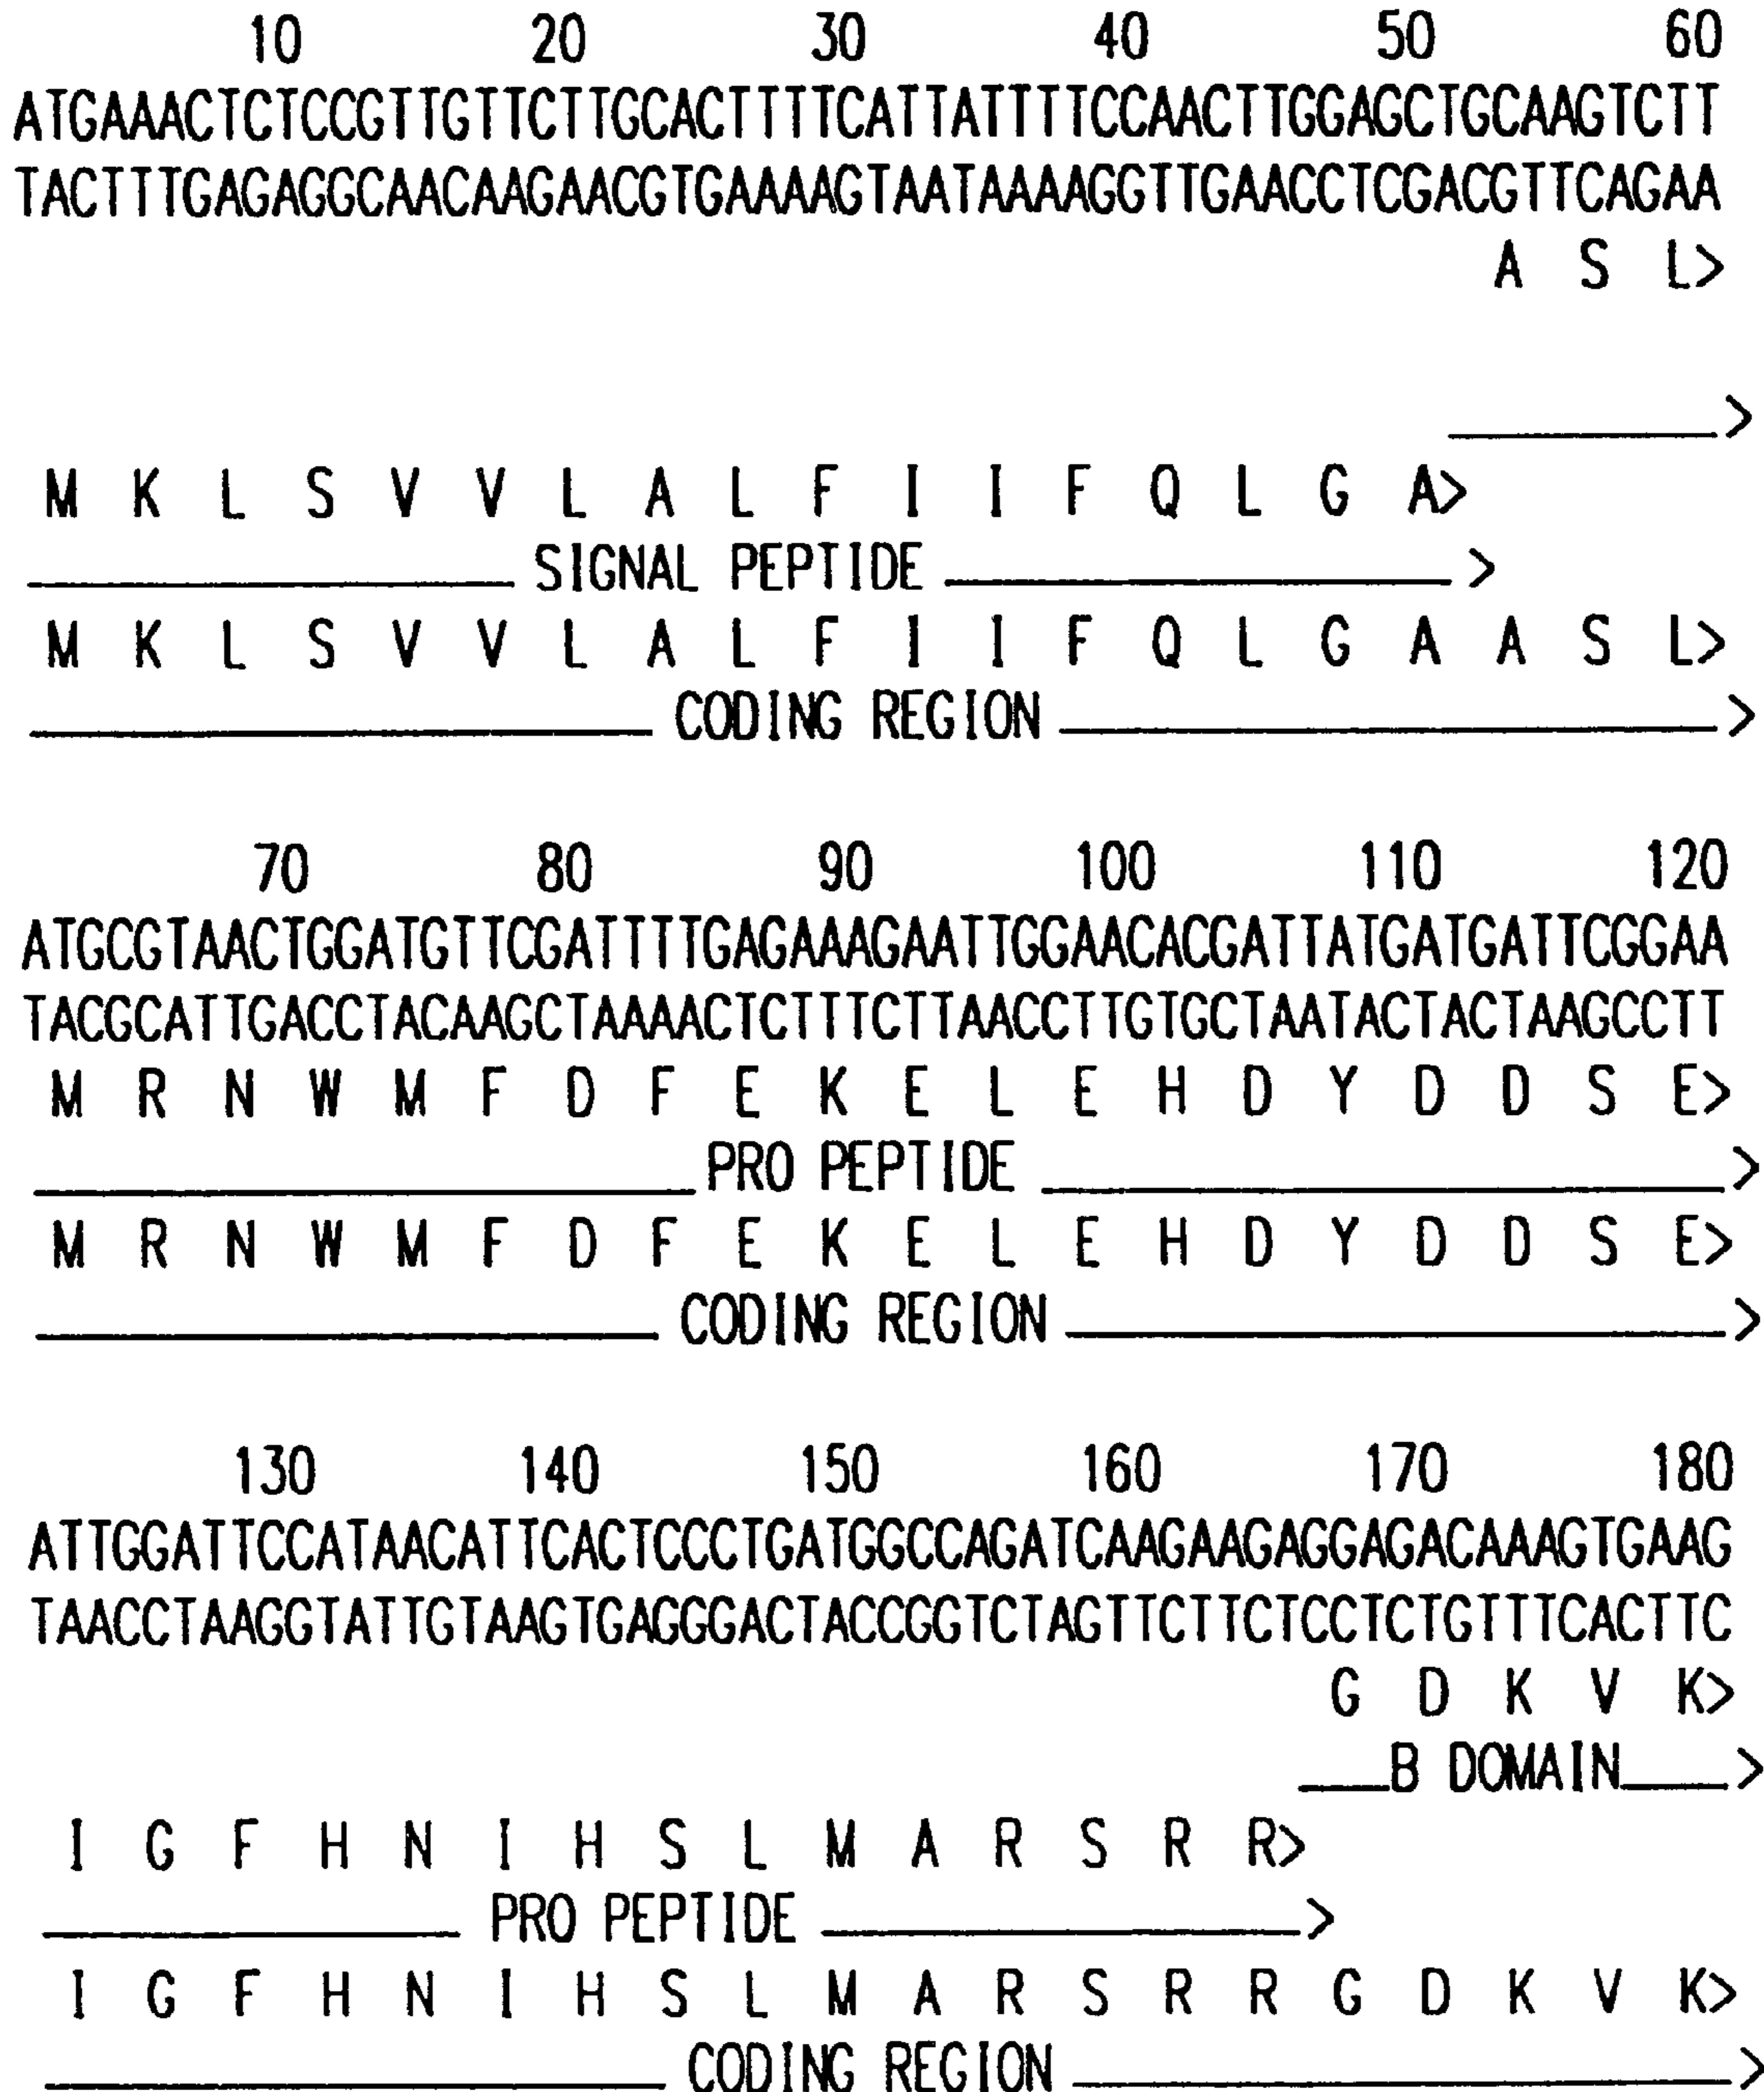 10 20 30 40 50 60
ATGAAACTCTCCGTTGTTCTTGCACTTTTCATTATTTTCCAACTTGGAGCTGCAAGTCTT
TACTTTGAGAGGCAACAAGAACGTGAAAAGTAATAAAAGGTTGAACCTCGACGTTCAGAA
A S L>
>
M K L S V V L A L F I I F Q L G A>
SIGNAL PEPTIDE >
M K L S V V L A L F I I F Q L G A A S L>
CODING REGION >
70 80 90 100 110 120
ATGCGTAACTGGATGTTCGATTTTGAGAAAGAATTGGAACACGATTATGATGATTCGGAA
TACGCATTGACCTACAAGCTAAAACTCTTTCTTAACCTTGTGCTAATACTACTAAGCCTT
M R N W M F D F E K E L E H D Y D D S E>
PRO PEPTIDE >
M R N W M F D F E K E L E H D Y D D S E>
CODING REGION >
130 140 150 160 170 180
ATTGGATTCCATAACATTCACTCCCTGATGGCCAGATCAAGAAGAGGAGACAAAGTGAAG
TAACCTAAGGTATTGTAAGTGAGGGACTACCGGTCTAGTTCTTCTCCTCTGTTTCACTTC
G D K V K>
B DOMAIN >
I G F H N I H S L M A R S R R>
PRO PEPTIDE >
I G F H N I H S L M A R S R R G D K V K>
CODING REGION >